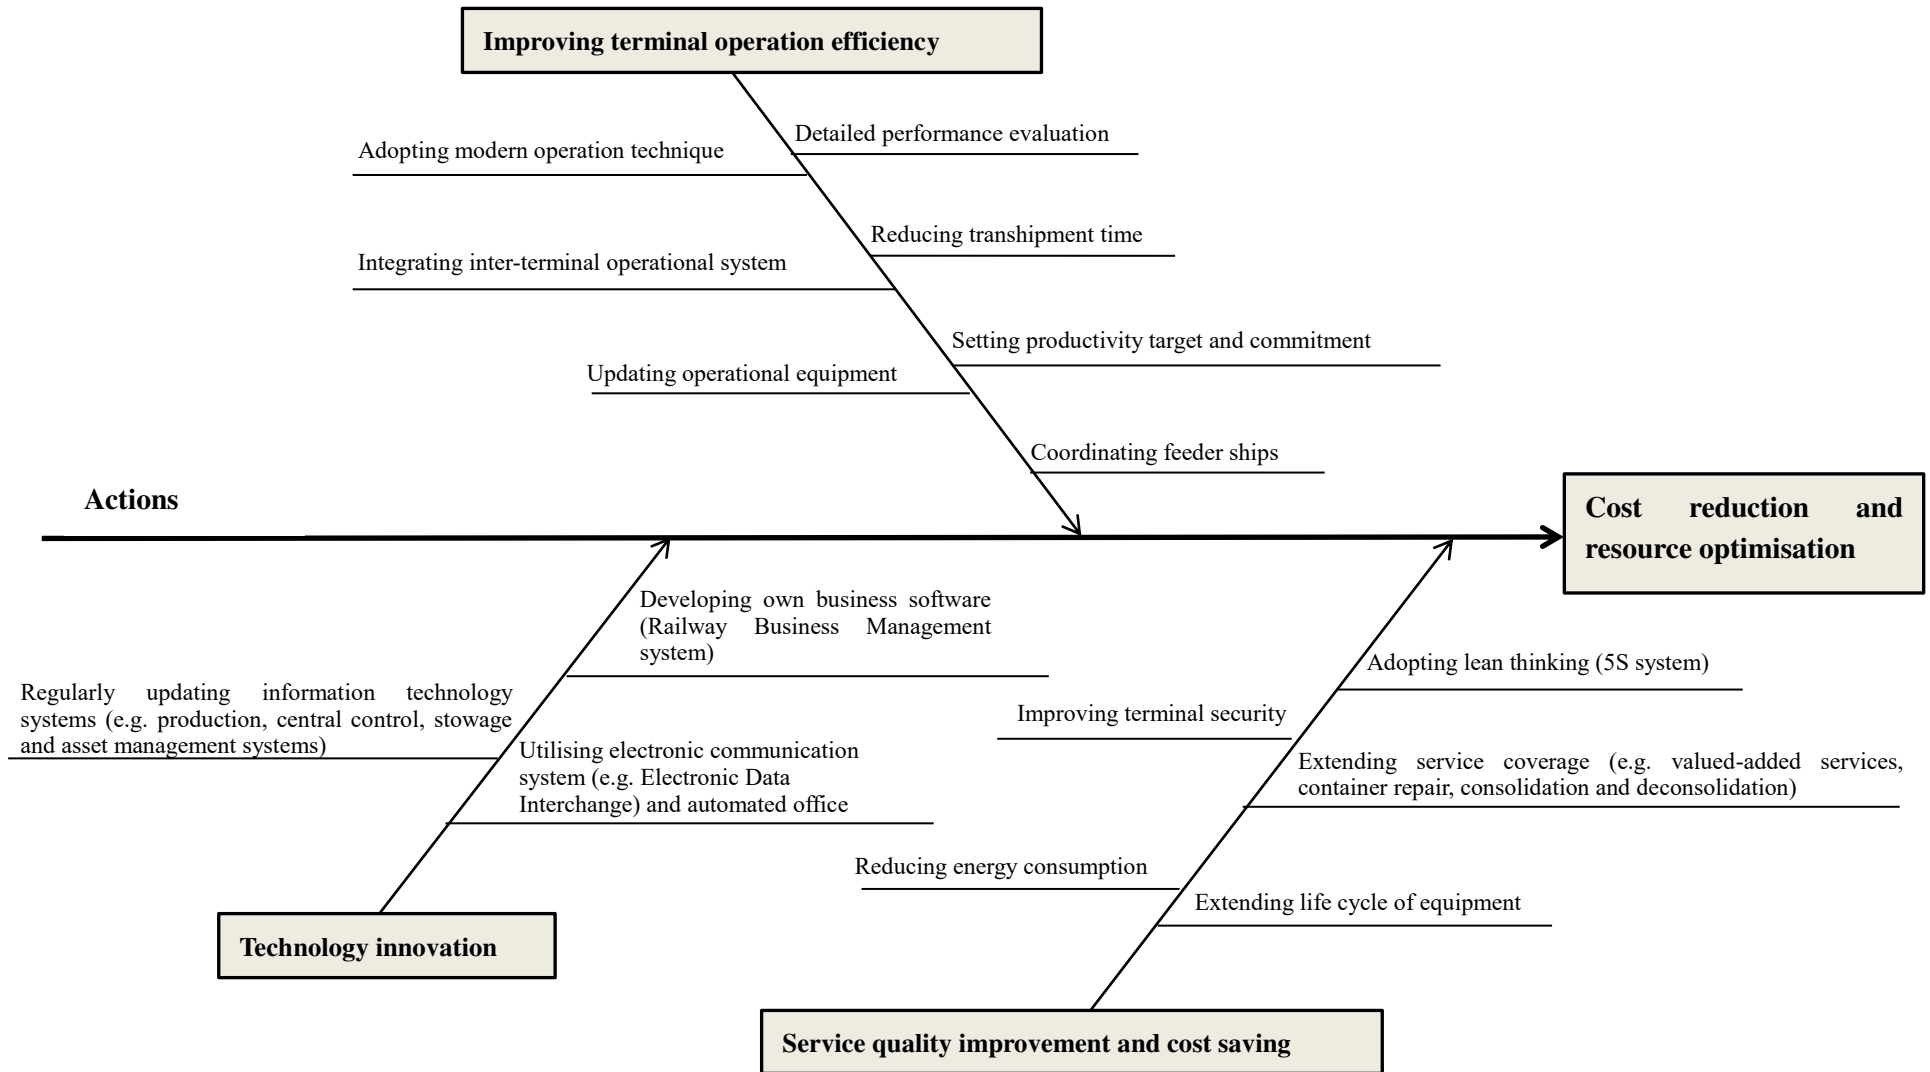 Improving terminal operation efficiency
Detailed performance evaluation
Adopting modern operation technique
Reducing transhipment time
Integrating inter-terminal operational system
Setting productivity target and commitment
Updating operational equipment
Coordinating feeder ships
Actions
Cost reduction and
resource optimisation
Developing own business software
(Railway Business Management
system)
Regularly updating information technology
systems (e.g. production, central control, stowage
and asset management systems)
Utilising electronic communication
system (e.g. Electronic Data
Interchange) and automated office
Technology innovation
Adopting lean thinking (5S system)
Improving terminal security
Extending service coverage (e.g. valued-added services,
container repair, consolidation and deconsolidation)
Reducing energy consumption
Extending life cycle of equipment
Service quality improvement and cost saving